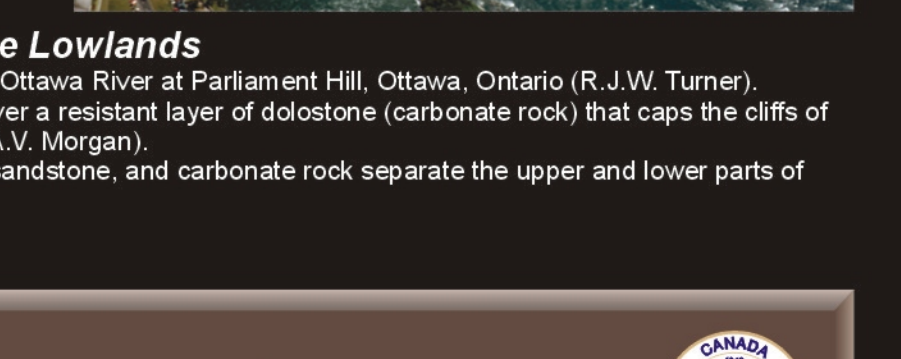 e Lowlands
Ottawa River at Parliament Hill, Ottawa, Ontario (R.J.W. Turner).
ver a resistant layer of dolostone (carbonate rock) that caps the cliffs of
A.V. Morgan).
sandstone, and carbonate rock separate the upper and lower parts of
CANADA